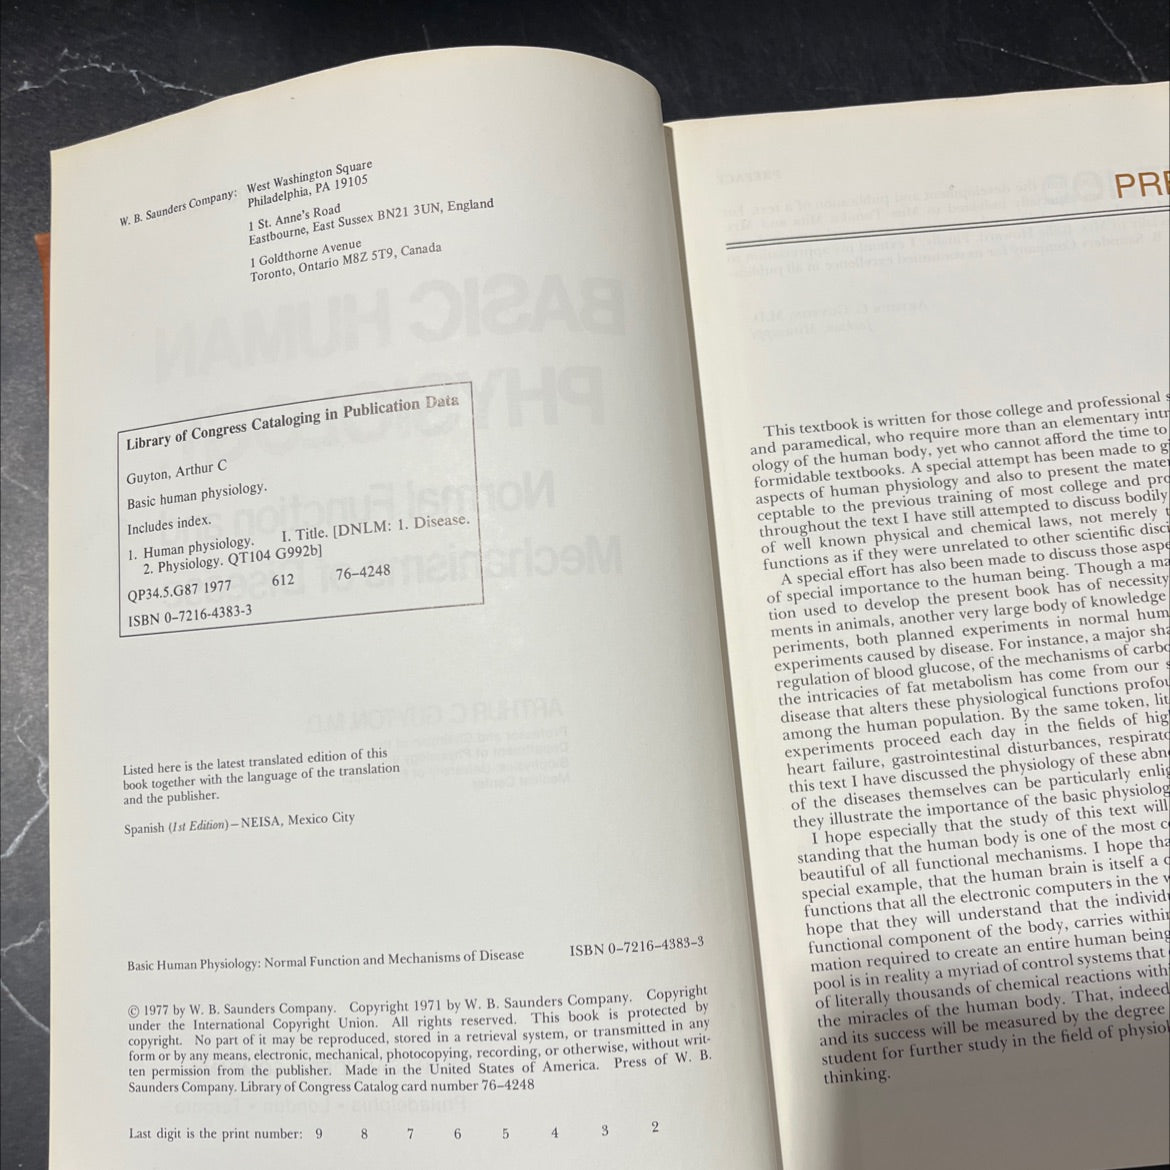 W. B. Saunders Company: West Washington Square
Philadelphia, PA 19105
1 St. Anne's Road
Eastbourne, East Sussex BN21 3UN, England
1 Goldthorne Avenue
Toronto, Ontario M8Z 5T9, Canada
Library of Congress Cataloging in Publication Data
Guyton, Arthur C
Basic human physiology.
Includes index.
1. Human physiology. I. Title. [DNLM: 1. Disease.
2. Physiology. QT104 G992b]
QP34.5.G87 1977 612 76–4248
ISBN 0–7216–4383–3
Listed here is the latest translated edition of this
book together with the language of the translation
and the publisher.
Spanish (1st Edition)—NEISA, Mexico City
Basic Human Physiology: Normal Function and Mechanisms of Disease ISBN 0–7216–4383–3
© 1977 by W. B. Saunders Company. Copyright 1971 by W. B. Saunders Company. Copyright
under the International Copyright Union. All rights reserved. This book is protected by
copyright. No part of it may be reproduced, stored in a retrieval system, or transmitted in any
form or by any means, electronic, mechanical, photocopying, recording, or otherwise, without writ-
ten permission from the publisher. Made in the United States of America. Press of W. B.
Saunders Company. Library of Congress Catalog card number 76–4248
Last digit is the print number: 9 8 7 6 5 4 3 2
PRE
This textbook is written for those college and professional s
and paramedical, who require more than an elementary intr
ology of the human body, yet who cannot afford the time to
formidable textbooks. A special attempt has been made to g
aspects of human physiology and also to present the mater
ceptable to the previous training of most college and pro
throughout the text I have still attempted to discuss bodily
of well known physical and chemical laws, not merely t
functions as if they were unrelated to other scientific disci
A special effort has also been made to discuss those aspe
of special importance to the human being. Though a ma
tion used to develop the present book has of necessity
ments in animals, another very large body of knowledge
periments, both planned experiments in normal hum
experiments caused by disease. For instance, a major sha
regulation of blood glucose, of the mechanisms of carbo
the intricacies of fat metabolism has come from our s
disease that alters these physiological functions profou
among the human population. By the same token, lit
experiments proceed each day in the fields of hig
heart failure, gastrointestinal disturbances, respirato
this text I have discussed the physiology of these abn
of the diseases themselves can be particularly enlig
they illustrate the importance of the basic physiolog
I hope especially that the study of this text will
standing that the human body is one of the most c
beautiful of all functional mechanisms. I hope tha
special example, that the human brain is itself a c
functions that all the electronic computers in the w
hope that they will understand that the individu
functional component of the body, carries within
mation required to create an entire human being
pool is in reality a myriad of control systems that
of literally thousands of chemical reactions with
the miracles of the human body. That, indeed
and its success will be measured by the degree
student for further study in the field of physiol
thinking.